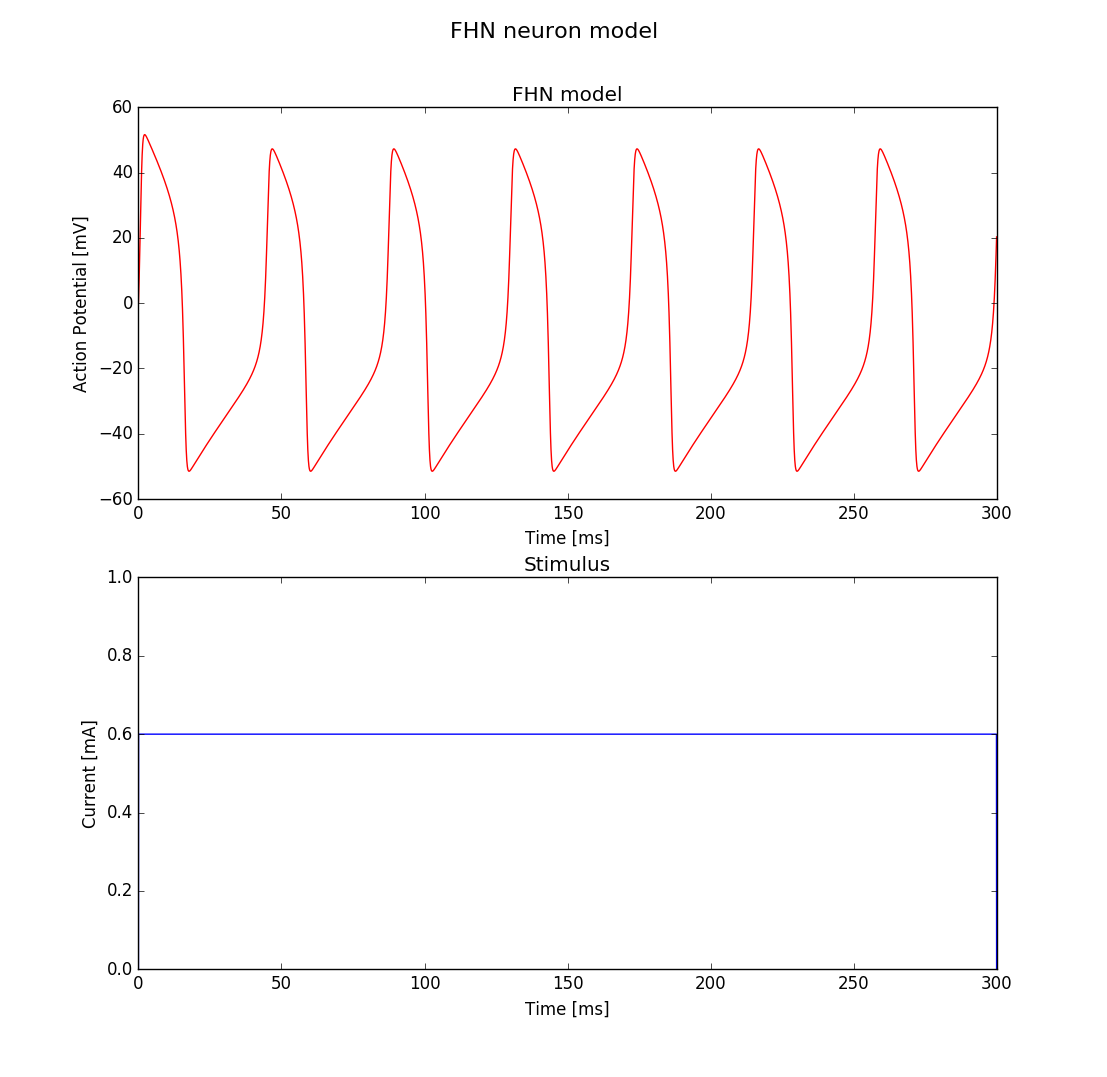 FHN neuron model
FHN model
60
40
20
0
−20
−40
−60
Action Potential [mV]
0 50 100 150 200 250 300
Time [ms]
Stimulus
1.0
0.8
0.6
0.4
0.2
0.0
Current [mA]
0 50 100 150 200 250 300
Time [ms]